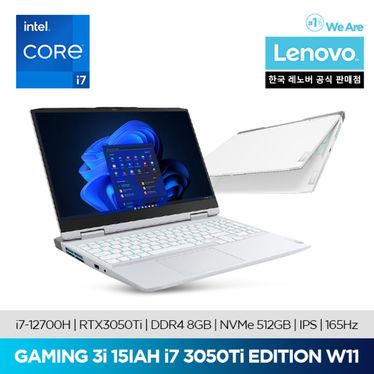 intel
CORE
i7
#1 We Are
Lenovo
한국 레노버 공식 판매점
i7-12700H | RTX3050Ti | DDR4 8GB | NVMe 512GB | IPS | 165Hz
GAMING 3i 15IAH i7 3050Ti EDITION W11